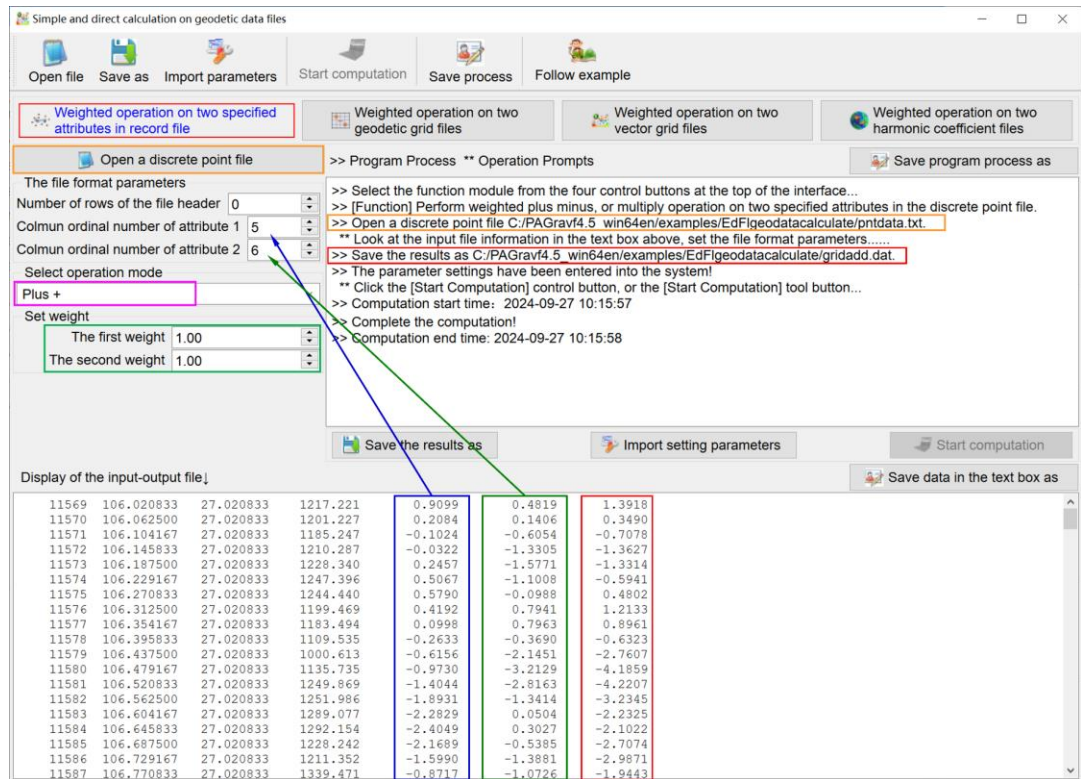 Simple and direct calculation on geodetic data files
Open file Save as Import parameters Start computation Save process Follow example
Weighted operation on two specified attributes in record file
Weighted operation on two geodetic grid files
Weighted operation on two vector grid files
Weighted operation on two harmonic coefficient files
Open a discrete point file
>> Program Process ** Operation Prompts
Save program process as
The file format parameters
Number of rows of the file header 0
Colmun ordinal number of attribute 1 5
Colmun ordinal number of attribute 2 6
Select operation mode
Plus +
Set weight
The first weight 1.00
The second weight 1.00
>> Select the function module from the four control buttons at the top of the interface...
>> [Function] Perform weighted plus minus, or multiply operation on two specified attributes in the discrete point file.
>> Open a discrete point file C:/PAGravf4.5_win64en/examples/EdFlgeodatacalculate/pntdata.txt.
** Look at the input file information in the text box above, set the file format parameters......
>> Save the results as C:/PAGravf4.5_win64en/examples/EdFlgeodatacalculate/gridadd.dat.
>> The parameter settings have been entered into the system!
** Click the [Start Computation] control button, or the [Start Computation] tool button...
>> Computation start time: 2024-09-27 10:15:57
>> Complete the computation!
>> Computation end time: 2024-09-27 10:15:58
Save the results as Import setting parameters Start computation
Display of the input-output file↓
Save data in the text box as
11569 106.020833 27.020833 1217.221 0.9099 0.4819 1.3918
11570 106.062500 27.020833 1201.227 0.2084 0.1406 0.3490
11571 106.104167 27.020833 1185.247 -0.1024 -0.6054 -0.7078
11572 106.145833 27.020833 1210.287 -0.0322 -1.3305 -1.3627
11573 106.187500 27.020833 1228.340 0.2457 -1.5771 -1.3314
11574 106.229167 27.020833 1247.396 0.5067 -1.1008 -0.5941
11575 106.270833 27.020833 1244.440 0.5790 -0.0988 0.4802
11576 106.312500 27.020833 1199.469 0.4192 0.7941 1.2133
11577 106.354167 27.020833 1183.494 0.0998 0.7963 0.8961
11578 106.395833 27.020833 1109.535 -0.2633 -0.3690 -0.6323
11579 106.437500 27.020833 1000.613 -0.6156 -2.1451 -2.7607
11580 106.479167 27.020833 1135.735 -0.9730 -3.2129 -4.1859
11581 106.520833 27.020833 1249.869 -1.4044 -2.8163 -4.2207
11582 106.562500 27.020833 1251.986 -1.8931 -1.3414 -3.2345
11583 106.604167 27.020833 1289.077 -2.2829 0.0504 -2.2325
11584 106.645833 27.020833 1292.154 -2.4049 0.3027 -2.1022
11585 106.687500 27.020833 1228.242 -2.1689 -0.5385 -2.7074
11586 106.729167 27.020833 1211.352 -1.5990 -1.3881 -2.9871
11587 106.770833 27.020833 1339.471 -0.8717 -1.0726 -1.9443